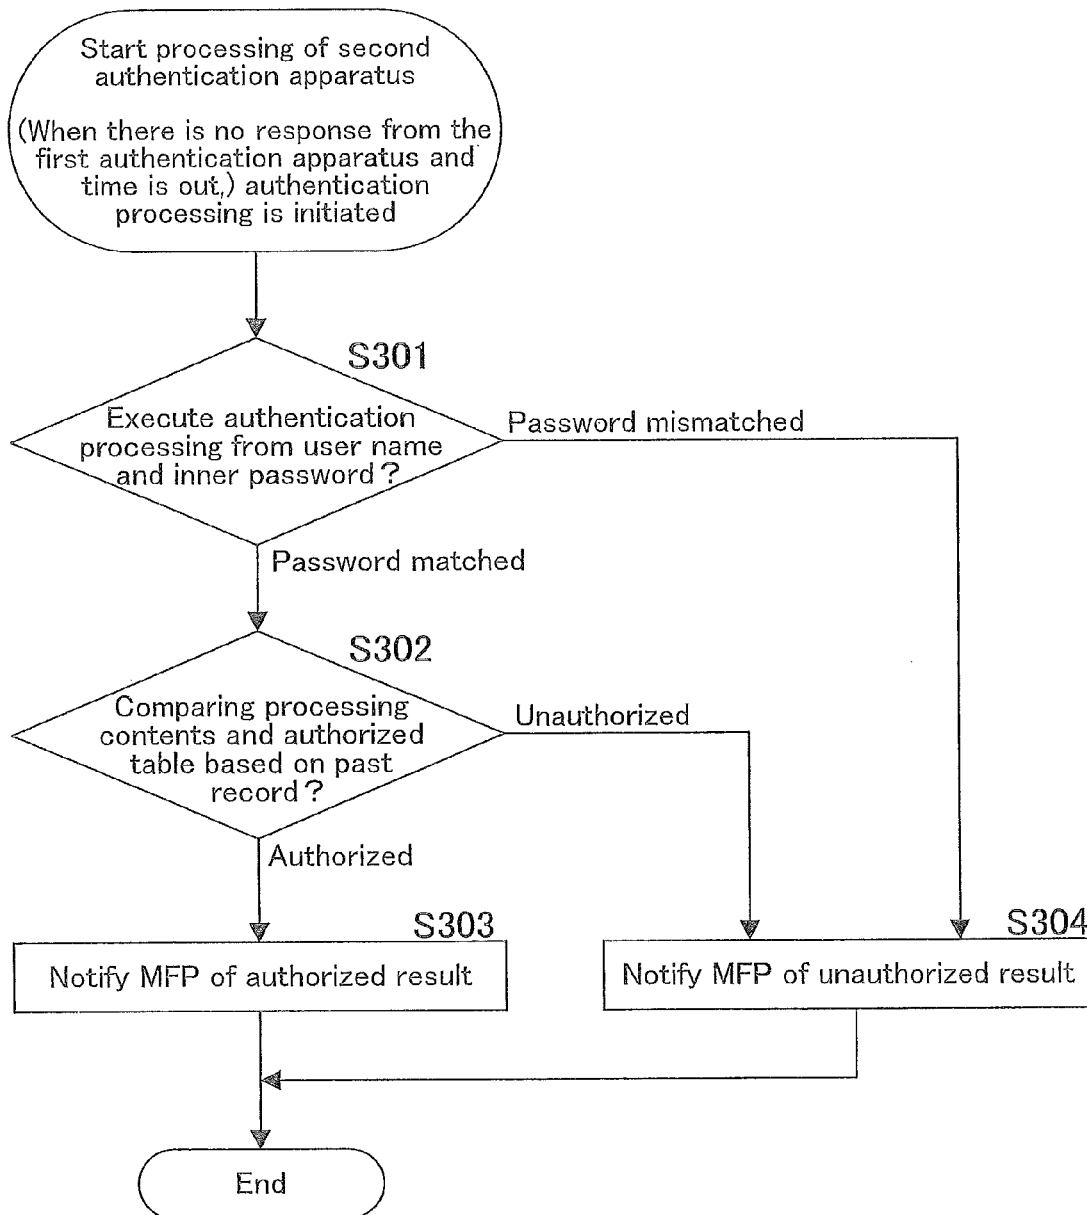 Start processing of second
authentication apparatus
(When there is no response from the
first authentication apparatus and
time is out,) authentication
processing is initiated
S301
Execute authentication
processing from user name
and inner password?
Password mismatched
Password matched
S302
Comparing processing
contents and authorized
table based on past
record?
Unauthorized
Authorized
S303
Notify MFP of authorized result
S304
Notify MFP of unauthorized result
End